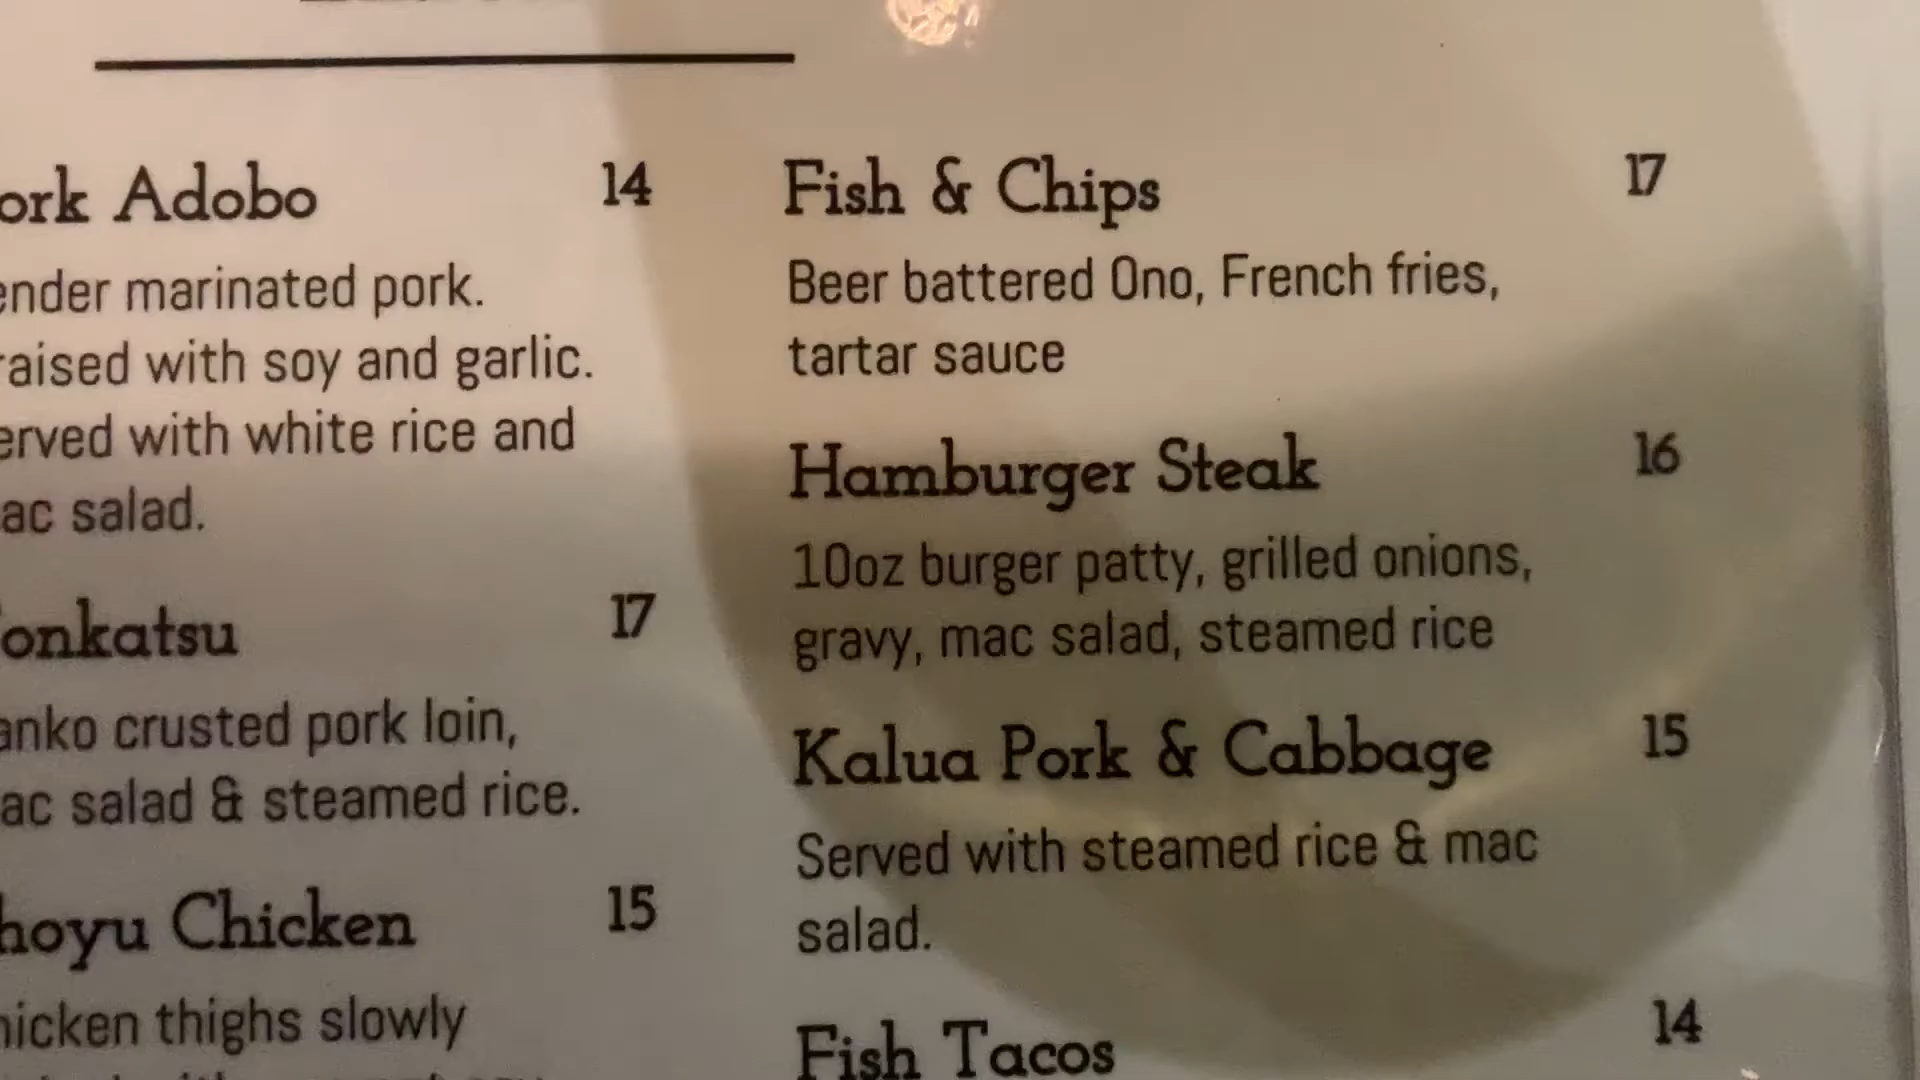 ork Adobo 14
ender marinated pork.
raised with soy and garlic.
erved with white rice and
ac salad.
onkatsu 17
anko crusted pork loin,
ac salad & steamed rice.
hoyu Chicken 15
hicken thighs slowly
Fish & Chips 17
Beer battered Ono, French fries,
tartar sauce
Hamburger Steak 16
10oz burger patty, grilled onions,
gravy, mac salad, steamed rice
Kalua Pork & Cabbage 15
Served with steamed rice & mac
salad.
Fish Tacos 14